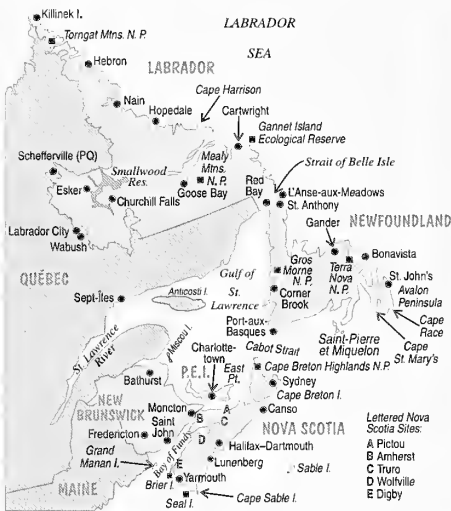 Killinek I.
LABRADOR
SEA
Torngat Mtns. N. P.
Hebron
LABRADOR
Cape Harrison
Nain
Hopedale
Cartwright
Gannet Island
Ecological Reserve
Schefferville (PQ)
Smallwood
Res.
Mealy
Mtns.
N. P.
Strait of Belle Isle
Esker
Goose Bay
Red
Bay
L'Anse-aux-Meadows
Churchill Falls
St. Anthony
Gander
NEWFOUNDLAND
Labrador City
Wabush
Gros
Morne
N. P.
Terra
Nova
N. P.
Bonavista
QUÉBEC
Gulf of
St.
Lawrence
Sept-Îles
Anticosti I.
Corner
Brook
St. John's
Avalon
Peninsula
Port-aux-
Basques
Cape
Race
St. Lawrence
River
Miscou I.
Cabot Strait
Saint-Pierre
et Miquelon
Cape
St. Mary's
Charlotte-
town
P.E.I.
East
Pt.
Cape Breton Highlands N.P.
Bathurst
Sydney
Cape Breton I.
NEW
BRUNSWICK
Moncton
A
B
C
Canso
Lettered Nova
Scotia Sites:
Saint
John
Fredericton
NOVA SCOTIA
A Pictou
Bay of Fundy
D
Halifax-Dartmouth
B Amherst
Grand
Manan I.
E
Lunenberg
Sable I.
C Truro
MAINE
Brier I.
Yarmouth
D Wolfville
Seal I.
Cape Sable I.
E Digby